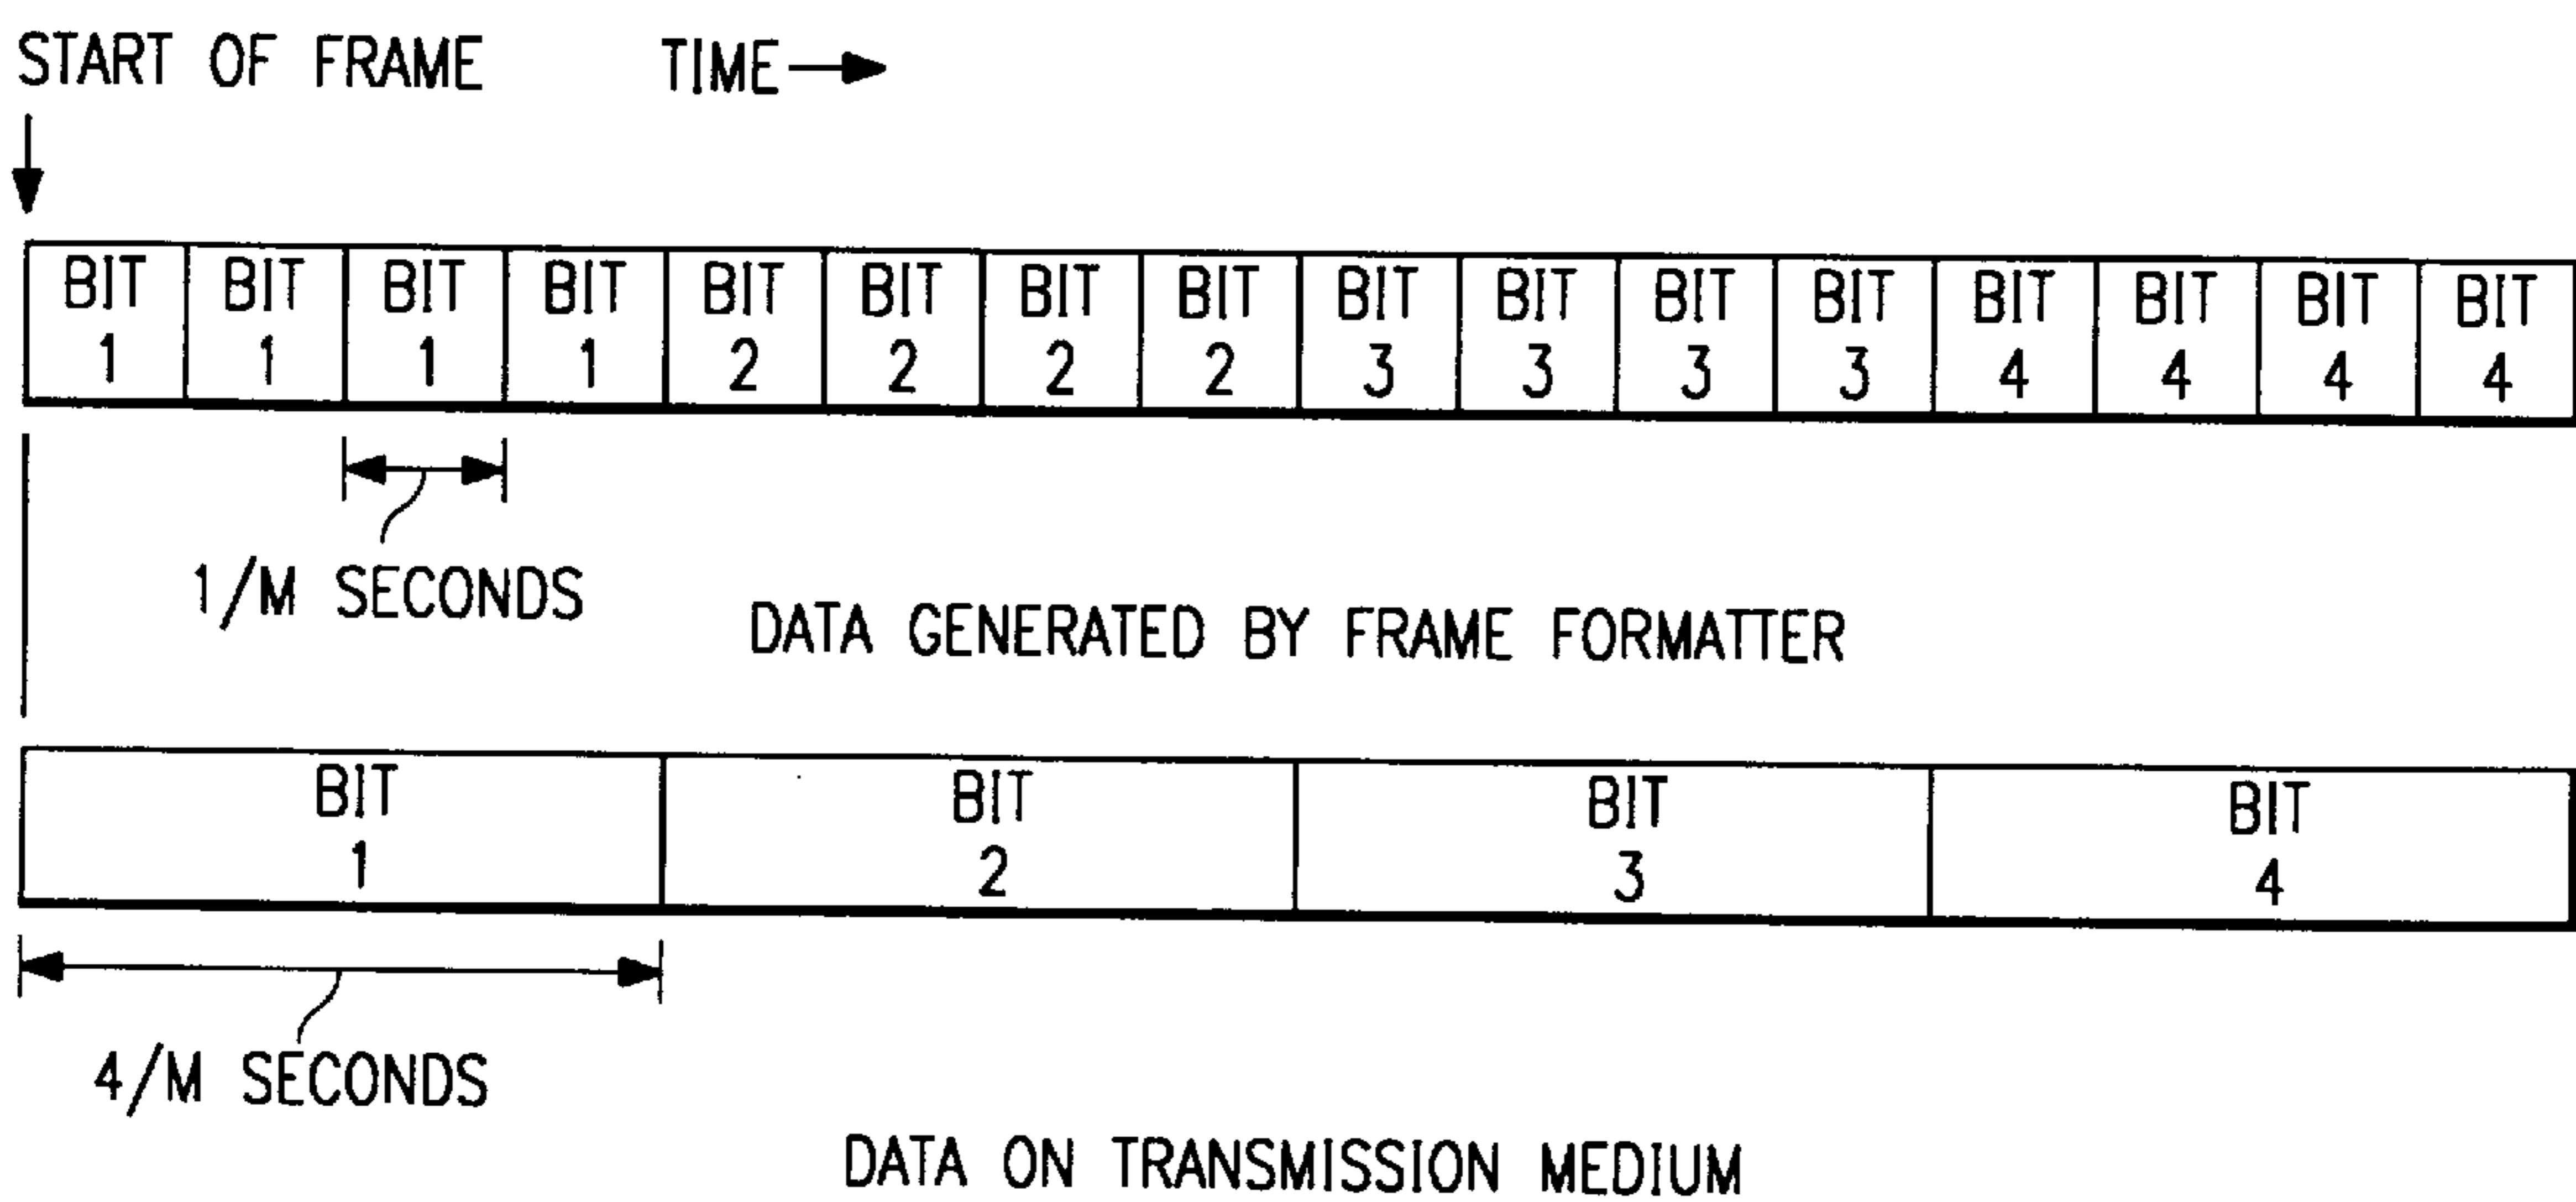 START OF FRAME TIME
BIT BIT BIT BIT BIT BIT BIT BIT BIT BIT BIT BIT BIT BIT BIT BIT
1 1 1 1 2 2 2 2 3 3 3 3 4 4 4 4
1/M SECONDS
DATA GENERATED BY FRAME FORMATTER
BIT BIT BIT BIT
1 2 3 4
4/M SECONDS
DATA ON TRANSMISSION MEDIUM